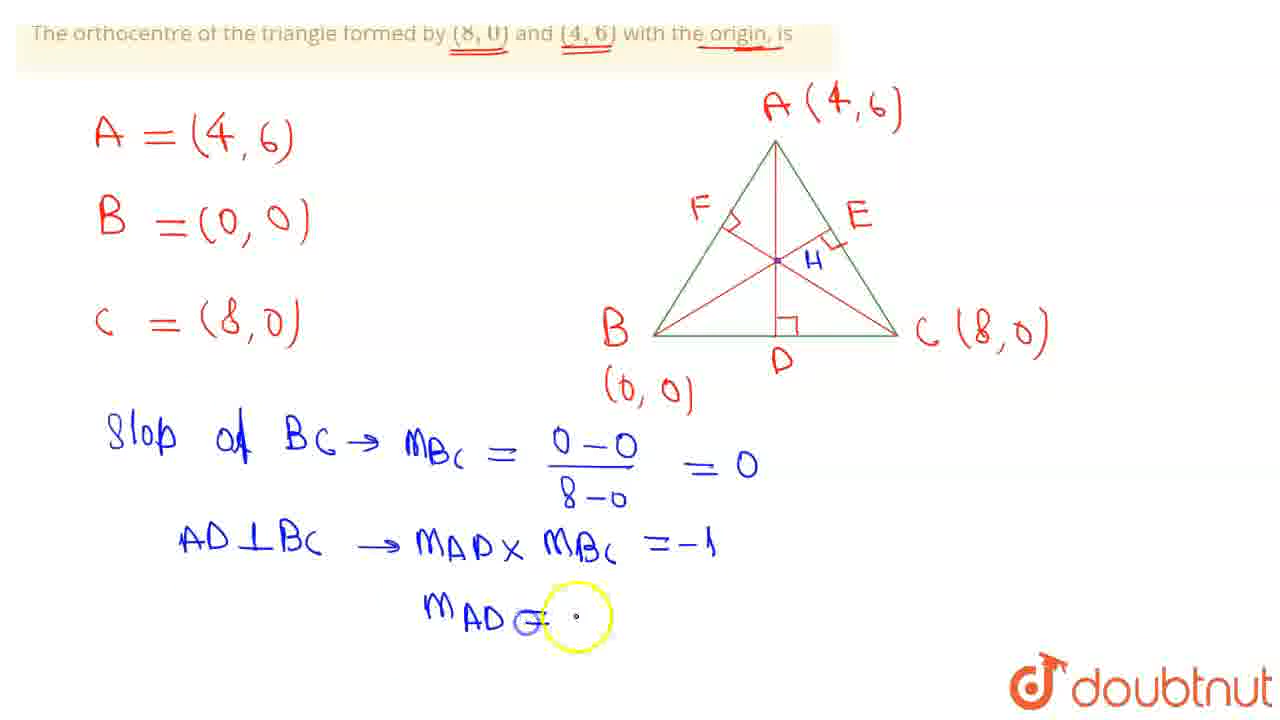 The orthocentre of the triangle formed by (8, 0) and (4, 6) with the origin, is
A = (4, 6)
B = (0, 0)
C = (8, 0)
A (4, 6)
F
E
H
B
(0, 0)
D
C (8, 0)
Slop of BC → mBC = 0 - 0 / 8 - 0 = 0
AD ⊥ BC → mAD × mBC = -1
mAD =
doubtnut